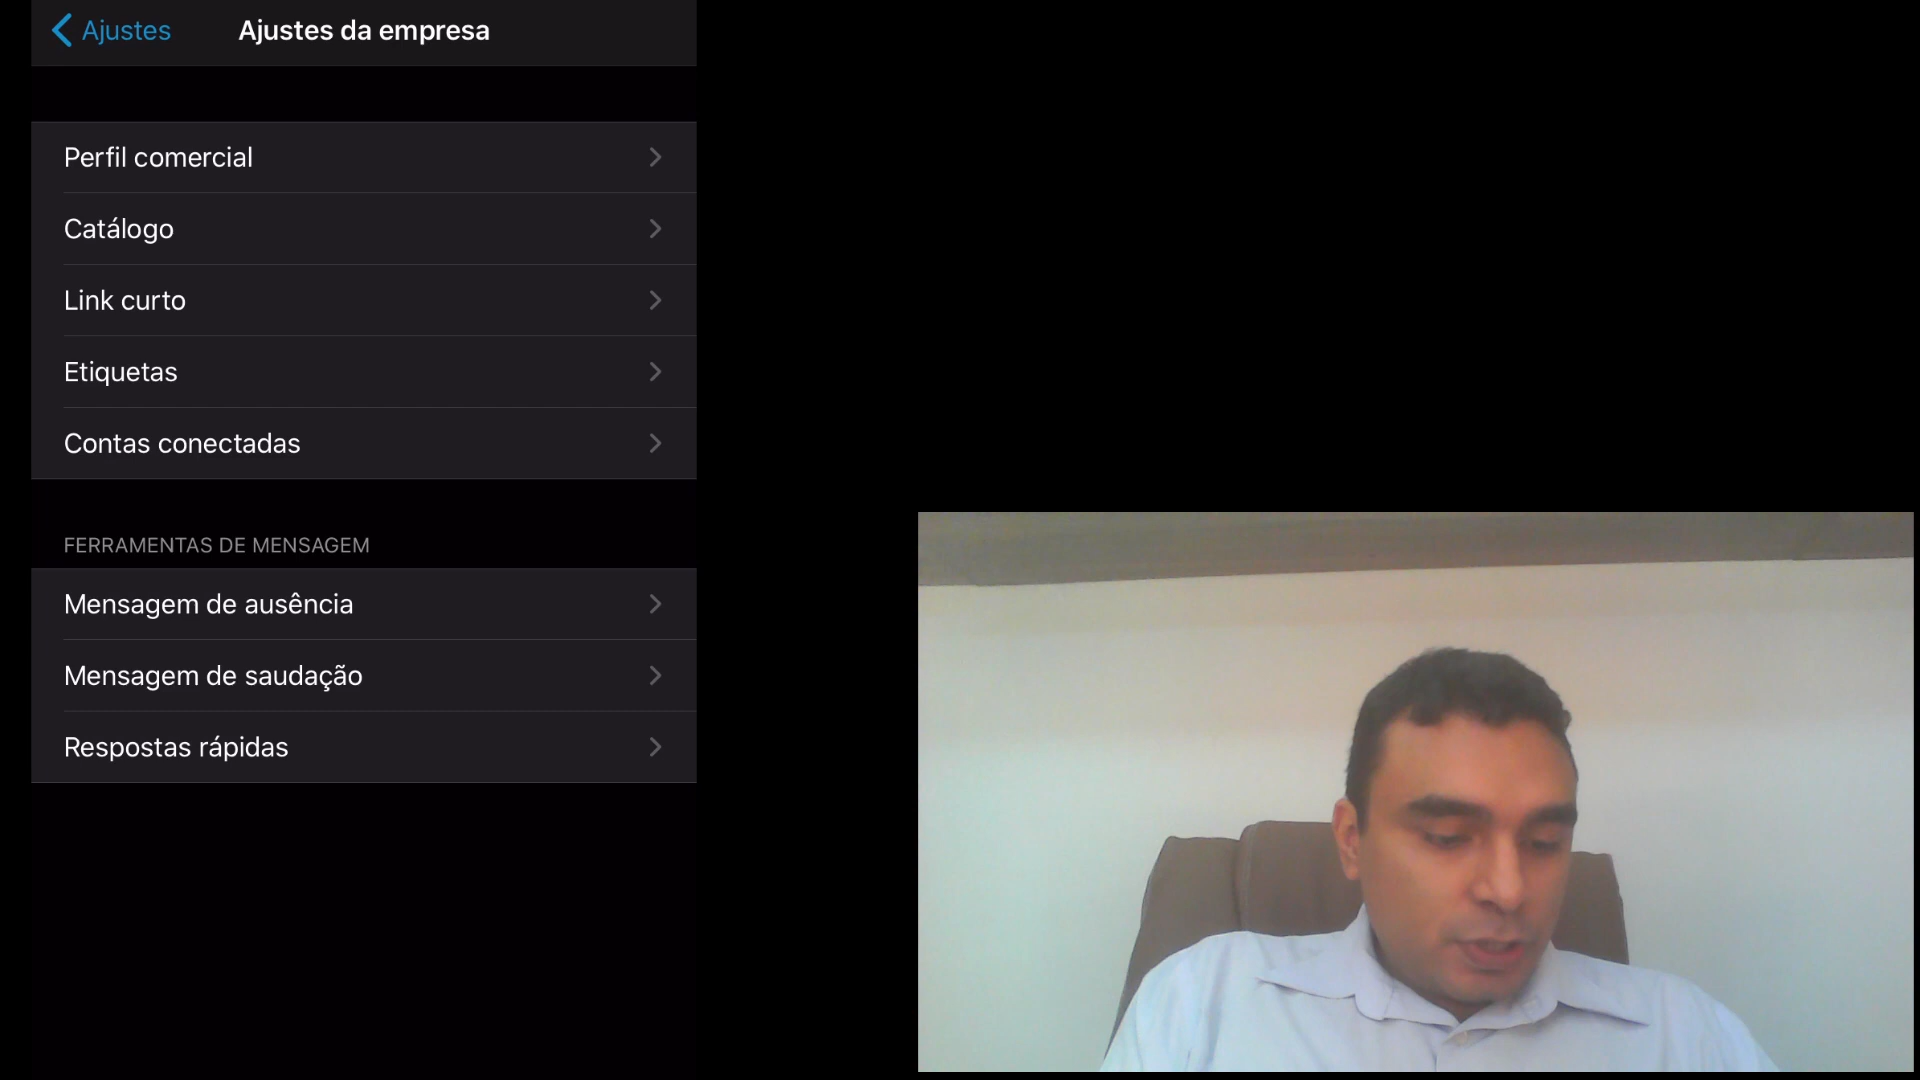 Ajustes
Ajustes da empresa
Perfil comercial
Catálogo
Link curto
Etiquetas
Contas conectadas
FERRAMENTAS DE MENSAGEM
Mensagem de ausência
Mensagem de saudação
Respostas rápidas